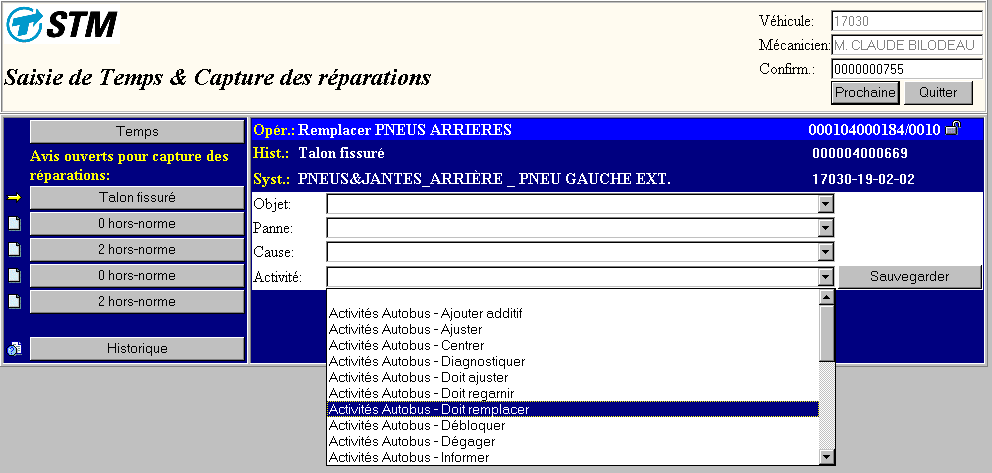 STM
Saisie de Temps & Capture des réparations
Véhicule: 17030
Mécanicien: M. CLAUDE BILODEAU
Confirm.: 0000000755
Prochaine Quitter
Temps
Avis ouverts pour capture des
réparations:
Talon fissuré
0 hors-norme
2 hors-norme
0 hors-norme
2 hors-norme
Historique
Opér.: Remplacer PNEUS ARRIERES 000104000184/0010
Hist.: Talon fissuré 000004000669
Syst.: PNEUS&JANTES_ARRIÈRE _ PNEU GAUCHE EXT. 17030-19-02-02
Objet:
Panne:
Cause:
Activité: Sauvegarder
Activités Autobus - Ajouter additif
Activités Autobus - Ajuster
Activités Autobus - Centrer
Activités Autobus - Diagnostiquer
Activités Autobus - Doit ajuster
Activités Autobus - Doit regarnir
Activités Autobus - Doit remplacer
Activités Autobus - Débloquer
Activités Autobus - Dégager
Activités Autobus - Informer